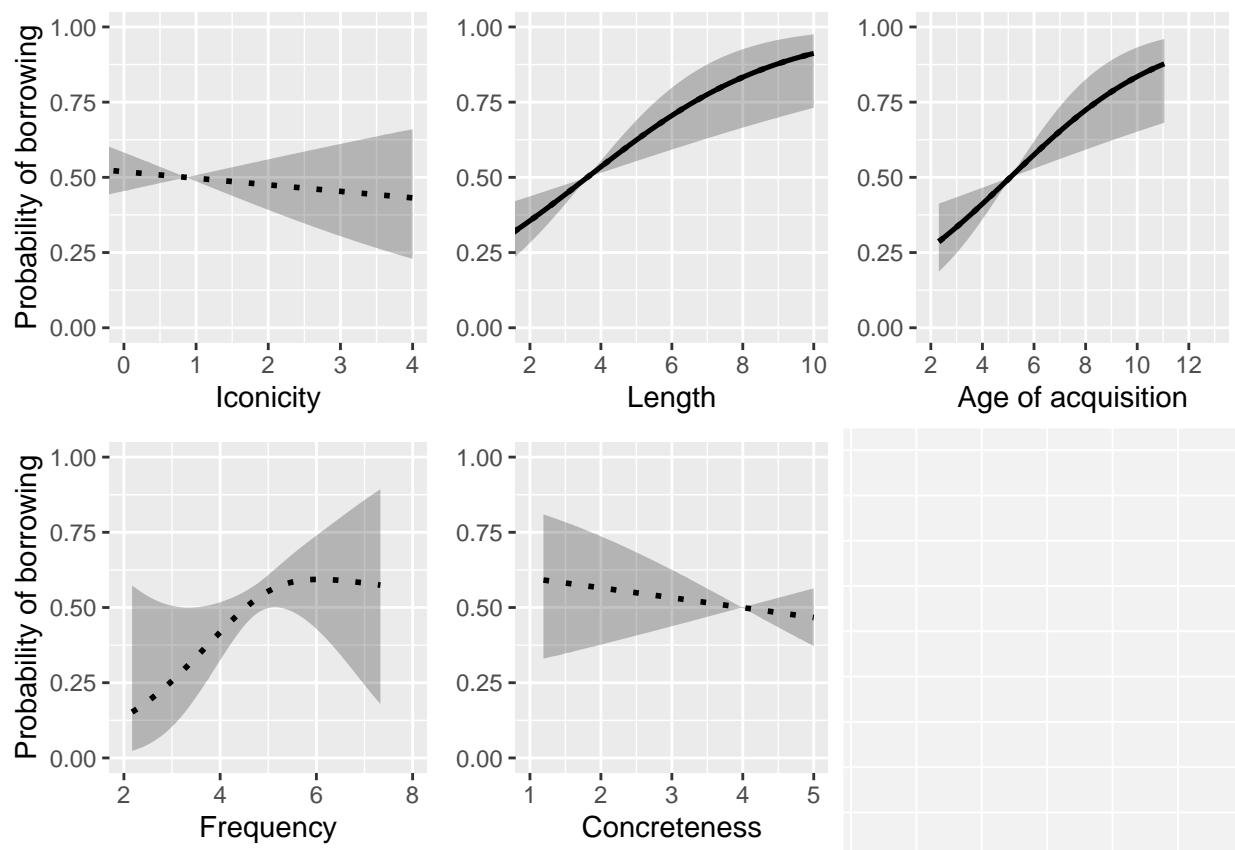 Probability of borrowing
1.00
0.75
0.50
0.25
0.00
0 1 2 3 4
Iconicity
1.00
0.75
0.50
0.25
0.00
2 4 6 8 10
Length
1.00
0.75
0.50
0.25
0.00
2 4 6 8 10 12
Age of acquisition
Probability of borrowing
1.00
0.75
0.50
0.25
0.00
2 4 6 8
Frequency
1.00
0.75
0.50
0.25
0.00
1 2 3 4 5
Concreteness